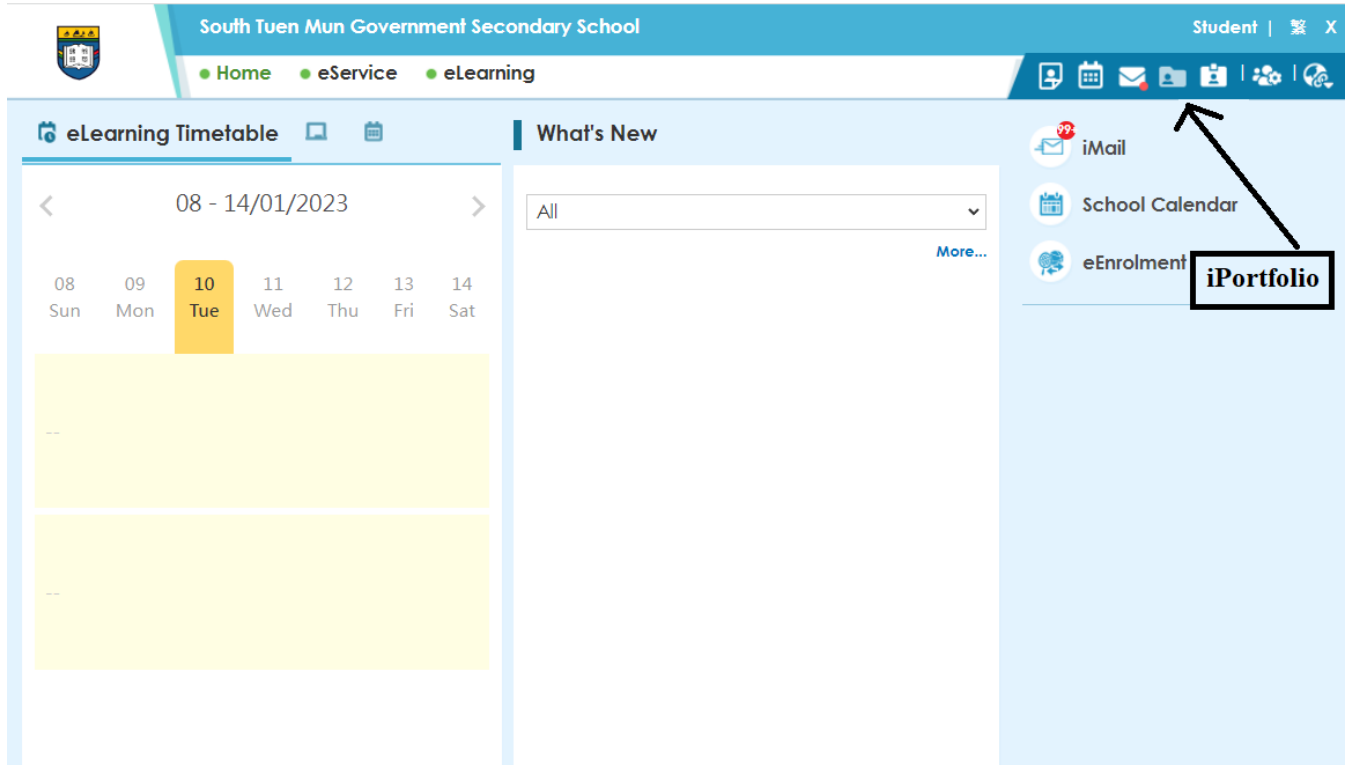 South Tuen Mun Government Secondary School
Student | 繁 X
Home eService eLearning
eLearning Timetable
What's New
99+
iMail
08 - 14/01/2023
All
School Calendar
More...
eEnrolment
iPortfolio
08 09 10 11 12 13 14
Sun Mon Tue Wed Thu Fri Sat
--
--